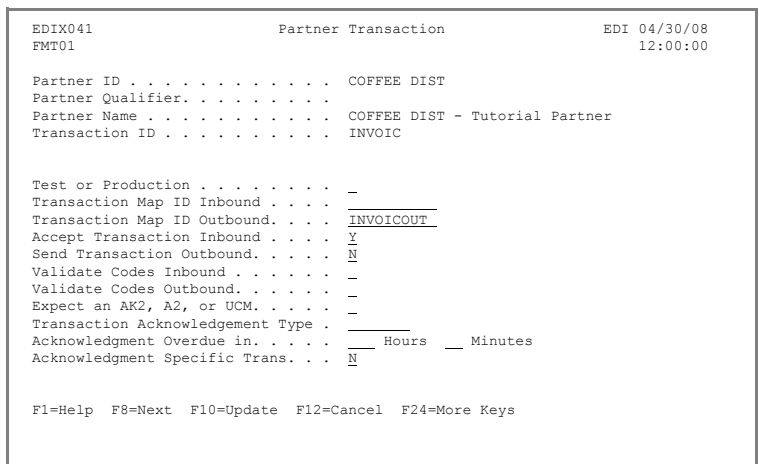 EDIX041 Partner Transaction EDI 04/30/08
FMT01 12:00:00
Partner ID . . . . . . . . . . . . COFFEE DIST
Partner Qualifier. . . . . . . . .
Partner Name . . . . . . . . . . . COFFEE DIST - Tutorial Partner
Transaction ID . . . . . . . . . . INVOIC
Test or Production . . . . . . . . _
Transaction Map ID Inbound . . . . _________
Transaction Map ID Outbound. . . . INVOICOUT
Accept Transaction Inbound . . . . Y
Send Transaction Outbound. . . . . N
Validate Codes Inbound . . . . . . _
Validate Codes Outbound. . . . . . _
Expect an AK2, A2, or UCM. . . . . _
Transaction Acknowledgement Type . ______
Acknowledgment Overdue in. . . . . ___ Hours __ Minutes
Acknowledgment Specific Trans. . . N
F1=Help F8=Next F10=Update F12=Cancel F24=More Keys